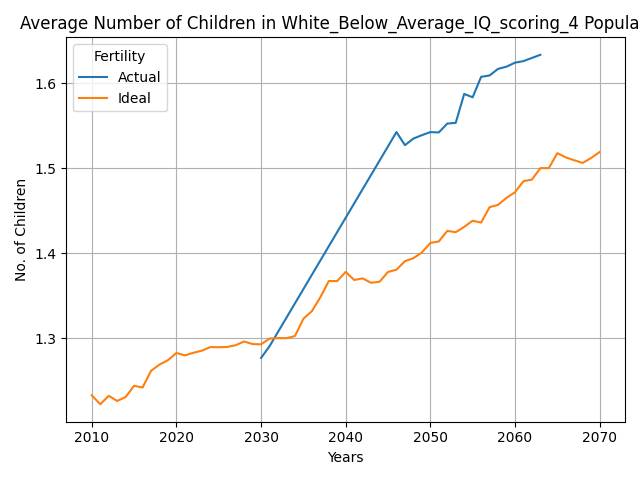 Average Number of Children in White_Below_Average_IQ_scoring_4 Popula
Fertility
Actual
Ideal
No. of Children
1.6
1.5
1.4
1.3
2010 2020 2030 2040 2050 2060 2070
Years